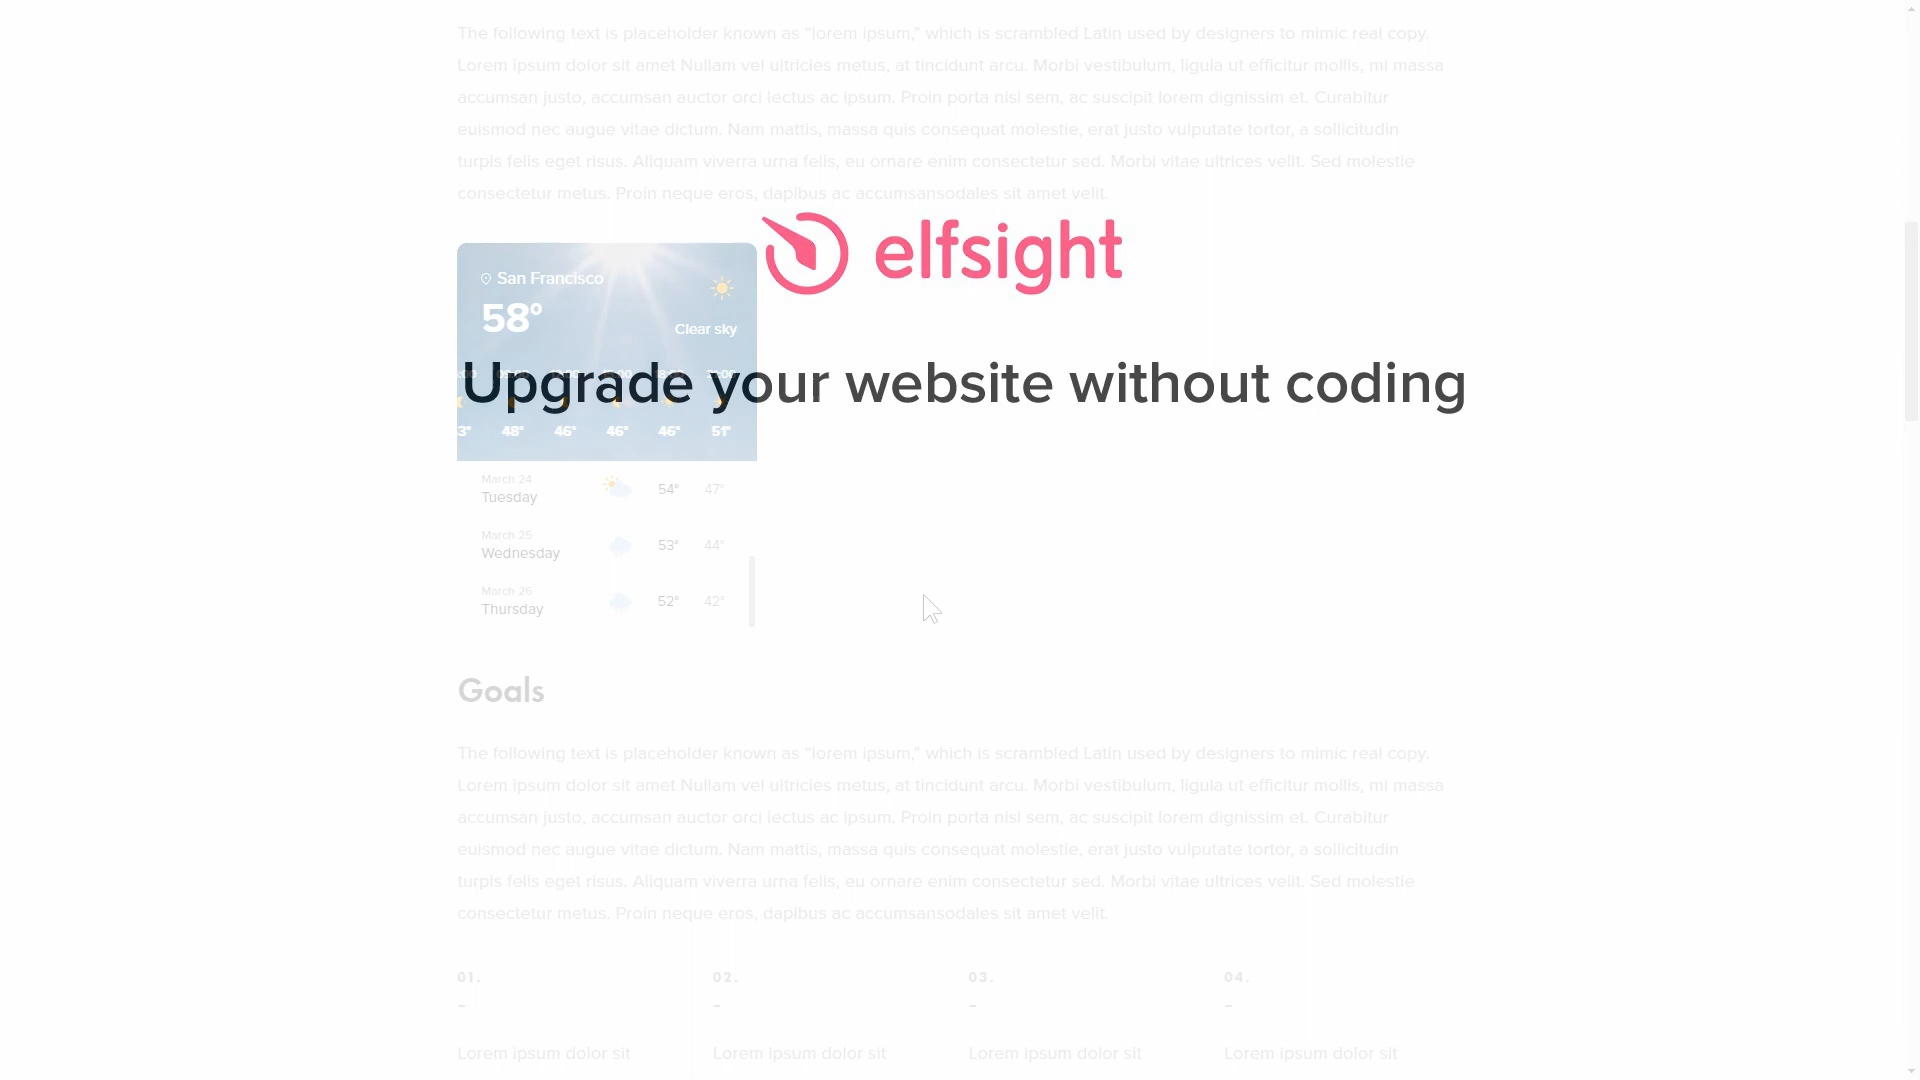 The following text is placeholder known as “lorem ipsum,” which is scrambled Latin used by designers to mimic real copy.
Lorem ipsum dolor sit amet Nullam vel ultricies metus, at tincidunt arcu. Morbi vestibulum, ligula ut efficitur mollis, mi massa
accumsan justo, accumsan auctor orci lectus ac ipsum. Proin porta nisl sem, ac suscipit lorem dignissim et. Curabitur
euismod nec augue vitae dictum. Nam mattis, massa quis consequat molestie, erat justo vulputate tortor, a sollicitudin
turpis felis eget risus. Aliquam viverra urna felis, eu ornare enim consectetur sed. Morbi vitae ultrices velit. Sed molestie
consectetur metus. Proin neque eros, dapibus ac accumsansodales sit amet velit.
elfsight
San Francisco
58°
Clear sky
Upgrade your website without coding
3° 48° 46° 46° 46° 51°
March 24
Tuesday 54° 47°
March 25
Wednesday 53° 44°
March 26
Thursday 52° 42°
Goals
The following text is placeholder known as “lorem ipsum,” which is scrambled Latin used by designers to mimic real copy.
Lorem ipsum dolor sit amet Nullam vel ultricies metus, at tincidunt arcu. Morbi vestibulum, ligula ut efficitur mollis, mi massa
accumsan justo, accumsan auctor orci lectus ac ipsum. Proin porta nisl sem, ac suscipit lorem dignissim et. Curabitur
euismod nec augue vitae dictum. Nam mattis, massa quis consequat molestie, erat justo vulputate tortor, a sollicitudin
turpis felis eget risus. Aliquam viverra urna felis, eu ornare enim consectetur sed. Morbi vitae ultrices velit. Sed molestie
consectetur metus. Proin neque eros, dapibus ac accumsansodales sit amet velit.
01. 02. 03. 04.
– – – –
Lorem ipsum dolor sit Lorem ipsum dolor sit Lorem ipsum dolor sit Lorem ipsum dolor sit